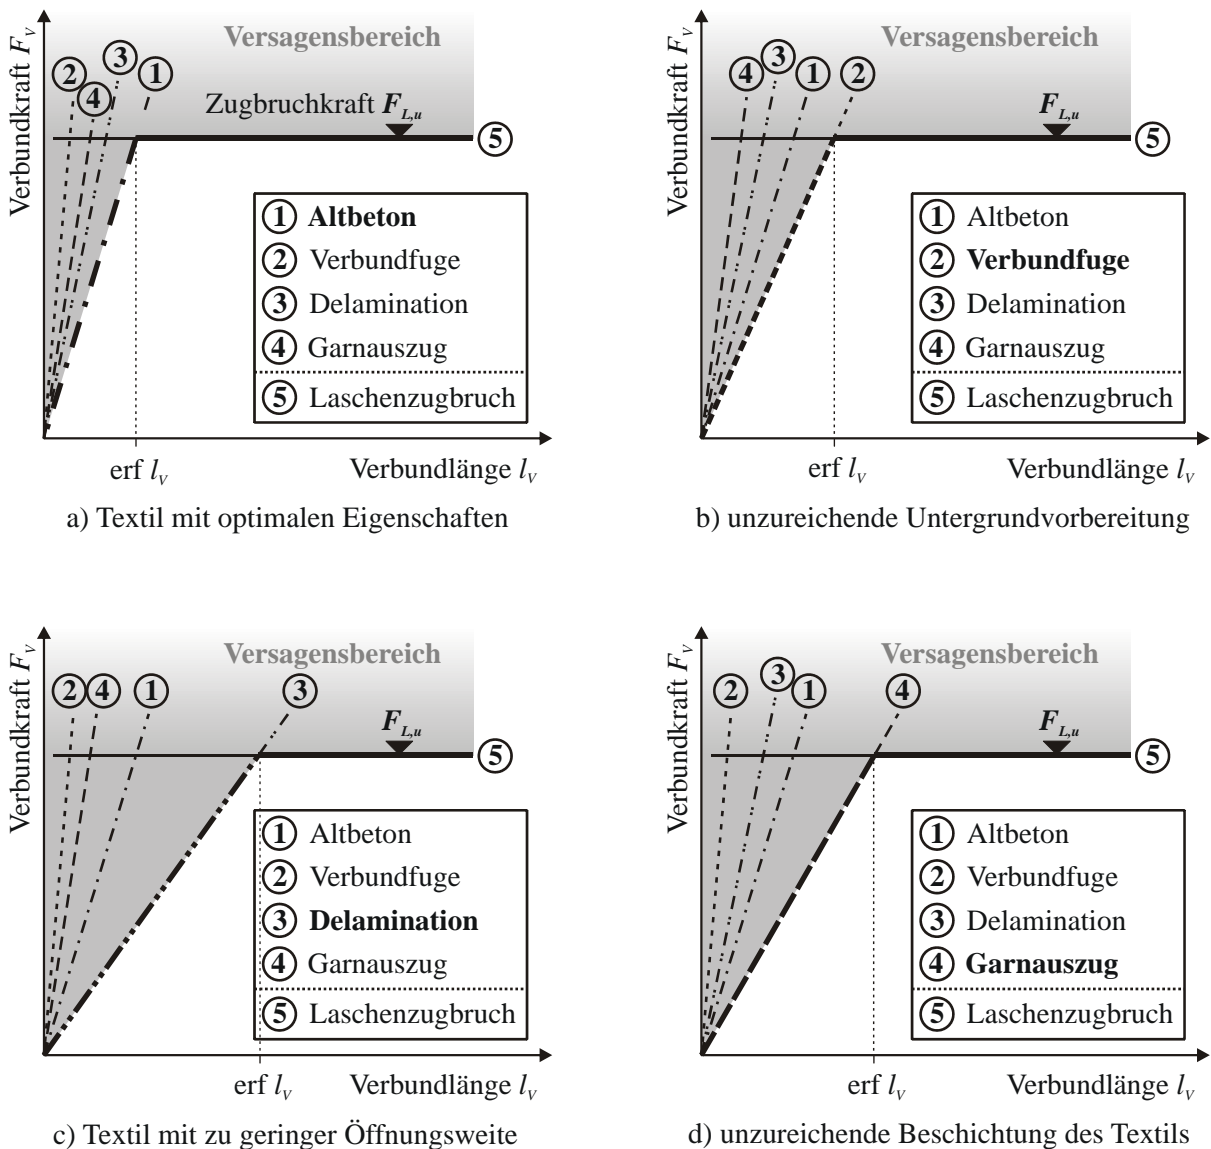 Verbundkraft F_V
Versagensbereich
2
4
3
1
Zugbruchkraft F_L,u
5
1 Altbeton
2 Verbundfuge
3 Delamination
4 Garnauszug
5 Laschenzugbruch
erf l_V
Verbundlänge l_V
a) Textil mit optimalen Eigenschaften
Verbundkraft F_V
Versagensbereich
4
3
1
2
F_L,u
5
1 Altbeton
2 Verbundfuge
3 Delamination
4 Garnauszug
5 Laschenzugbruch
erf l_V
Verbundlänge l_V
b) unzureichende Untergrundvorbereitung
Verbundkraft F_V
Versagensbereich
2
4
1
3
F_L,u
5
1 Altbeton
2 Verbundfuge
3 Delamination
4 Garnauszug
5 Laschenzugbruch
erf l_V
Verbundlänge l_V
c) Textil mit zu geringer Öffnungsweite
Verbundkraft F_V
Versagensbereich
2
3
1
4
F_L,u
5
1 Altbeton
2 Verbundfuge
3 Delamination
4 Garnauszug
5 Laschenzugbruch
erf l_V
Verbundlänge l_V
d) unzureichende Beschichtung des Textils